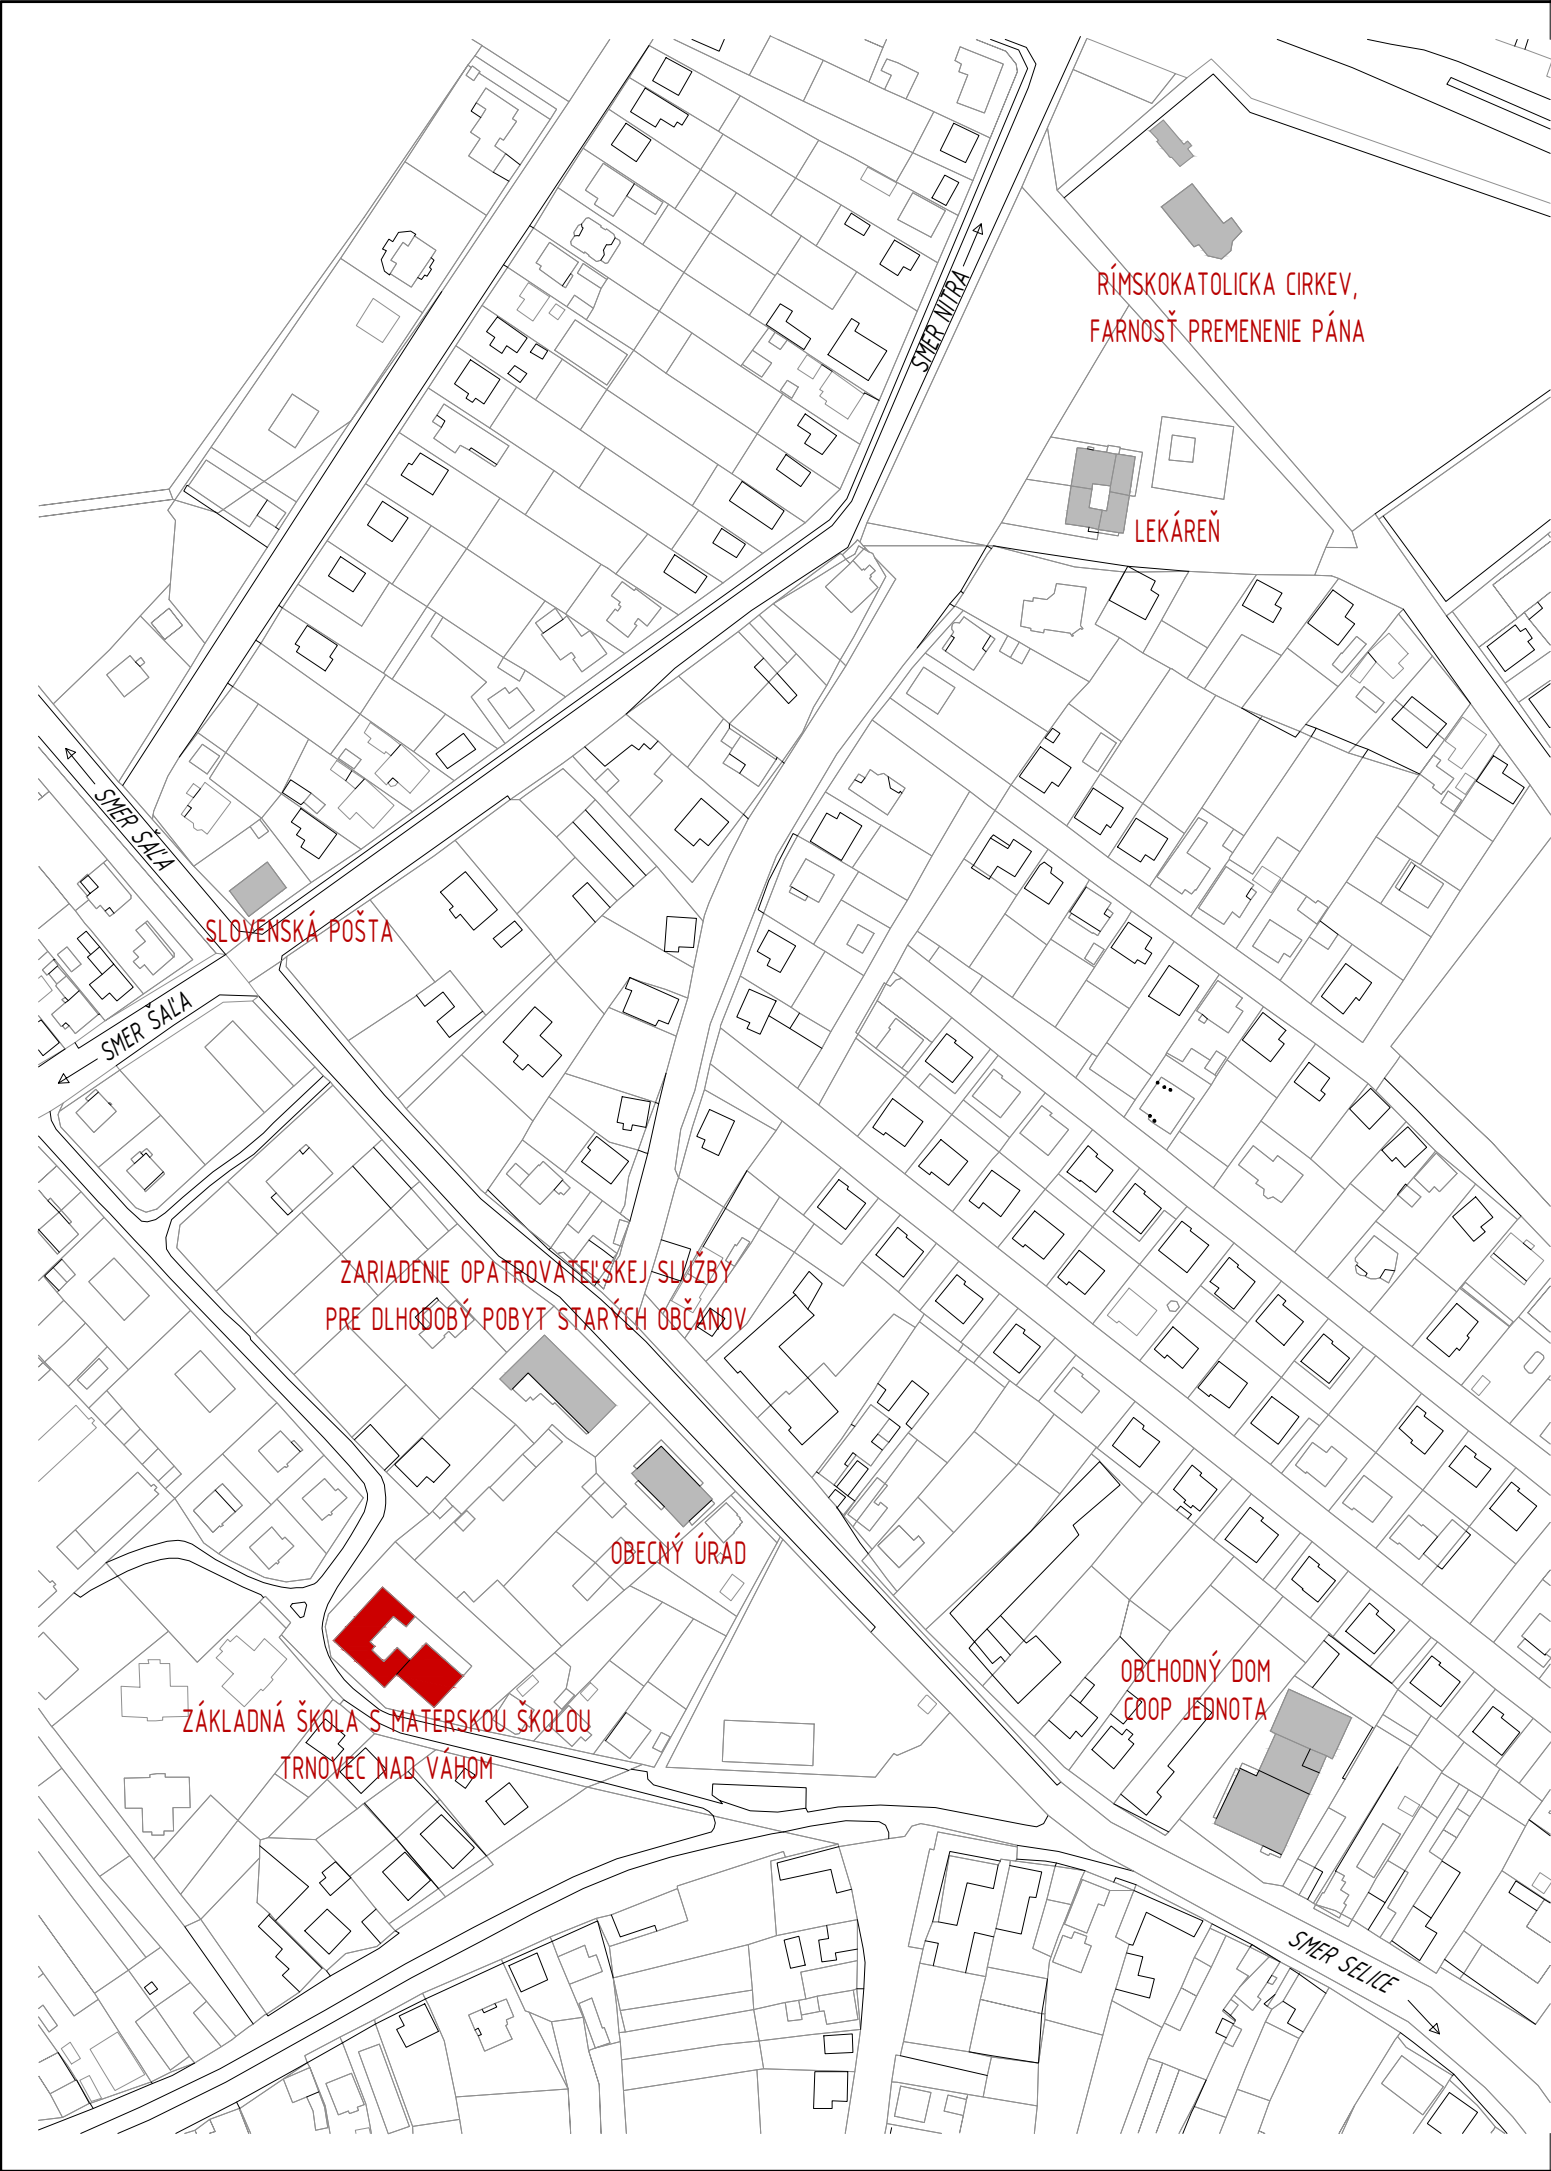 RÍMSKOKATOLICKA CIRKEV,
FARNOSŤ PREMENENIE PÁNA
SMER NITRA
LEKÁREŇ
SMER ŠAĽA
SLOVENSKÁ POŠTA
SMER ŠAĽA
ZARIADENIE OPATROVATEĽSKEJ SLUŽBY
PRE DLHODOBÝ POBYT STARÝCH OBČANOV
OBECNÝ ÚRAD
OBCHODNÝ DOM
COOP JEDNOTA
ZÁKLADNÁ ŠKOLA S MATERSKOU ŠKOLOU
TRNOVEC NAD VÁHOM
SMER SELICE